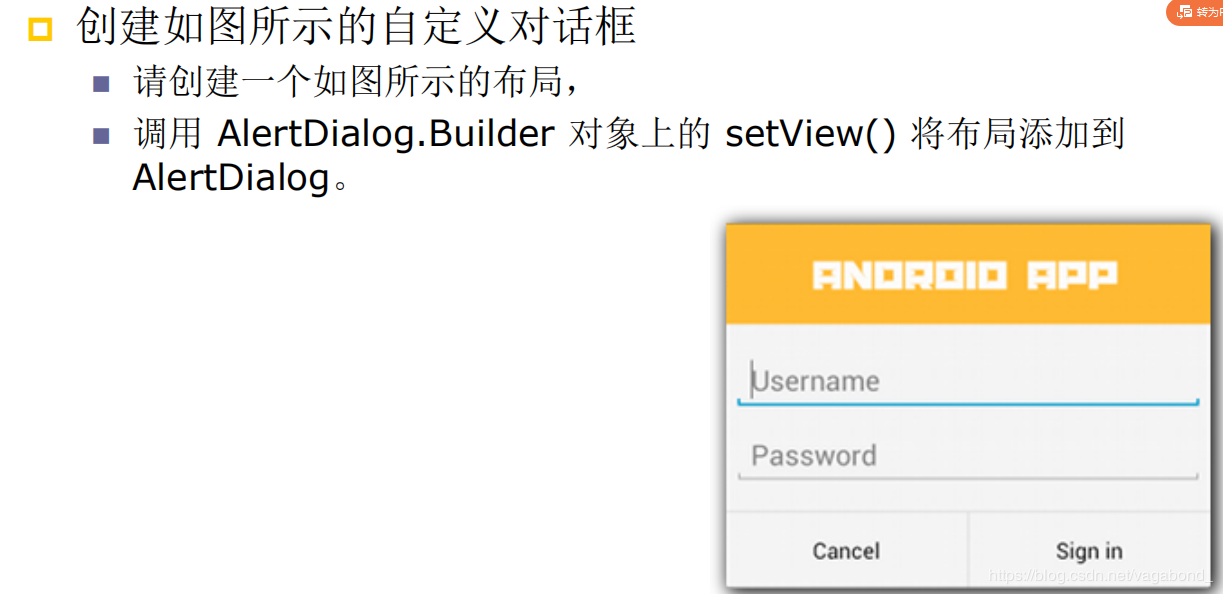 创建如图所示的自定义对话框
转为
请创建一个如图所示的布局，
调用 AlertDialog.Builder 对象上的 setView() 将布局添加到
AlertDialog。
ANDROID APP
Username
Password
Cancel
Sign in
https://blog.csdn.net/vagabond_